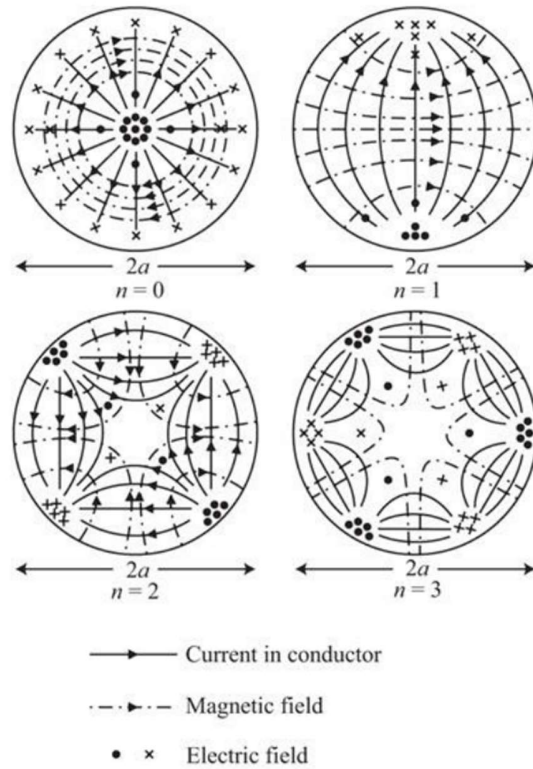 2a
2a
n = 0
n = 1
2a
2a
n = 2
n = 3
Current in conductor
Magnetic field
Electric field